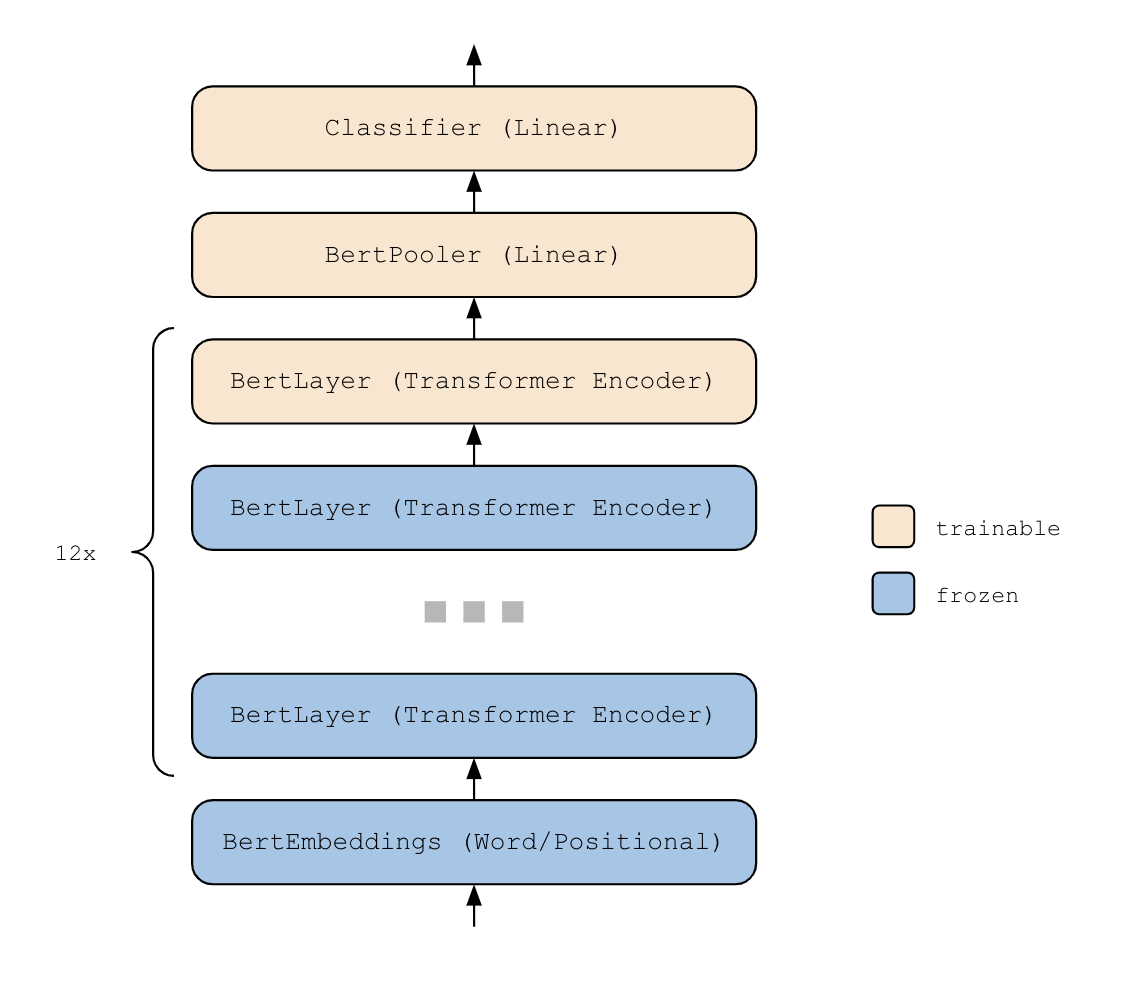 Classifier (Linear)
BertPooler (Linear)
BertLayer (Transformer Encoder)
BertLayer (Transformer Encoder)
12x
trainable
frozen
BertLayer (Transformer Encoder)
BertEmbeddings (Word/Positional)